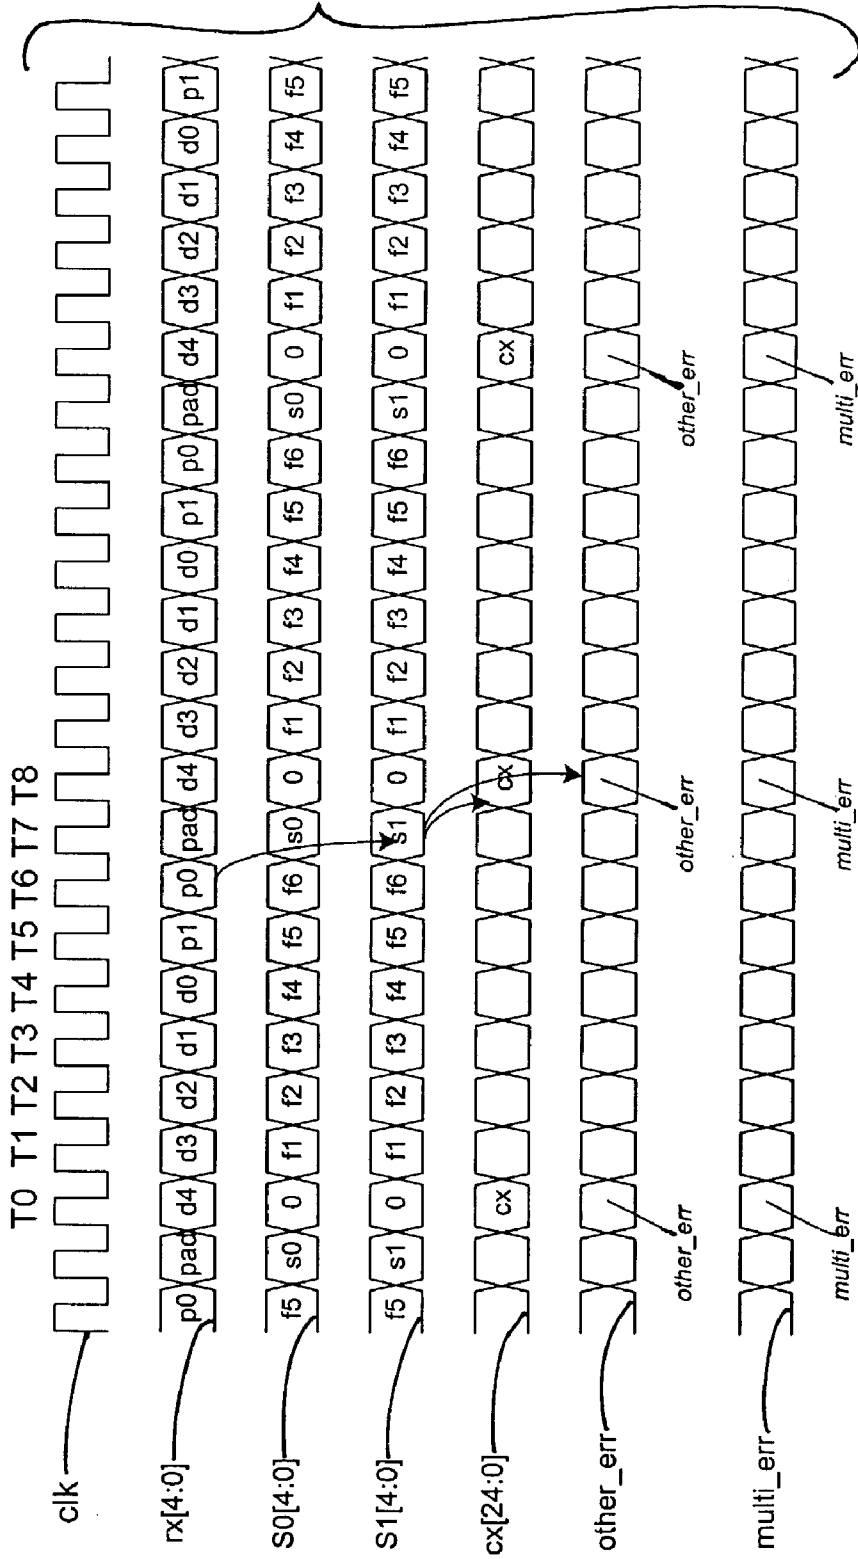 T0 T1 T2 T3 T4 T5 T6 T7 T8
clk
rx[4:0] p0 pad d4 d3 d2 d1 d0 p1 p0 pad d4 d3 d2 d1 d0 p1 p0 pad d4 d3 d2 d1 d0 p1
S0[4:0] f5 s0 0 f1 f2 f3 f4 f5 f6 s0 0 f1 f2 f3 f4 f5 f6 s0 0 f1 f2 f3 f4 f5
S1[4:0] f5 s1 0 f1 f2 f3 f4 f5 f6 s1 0 f1 f2 f3 f4 f5 f6 s1 0 f1 f2 f3 f4 f5
cx[24:0] cx cx cx
other_err
other_err other_err other_err
multi_err
multi_err multi_err multi_err